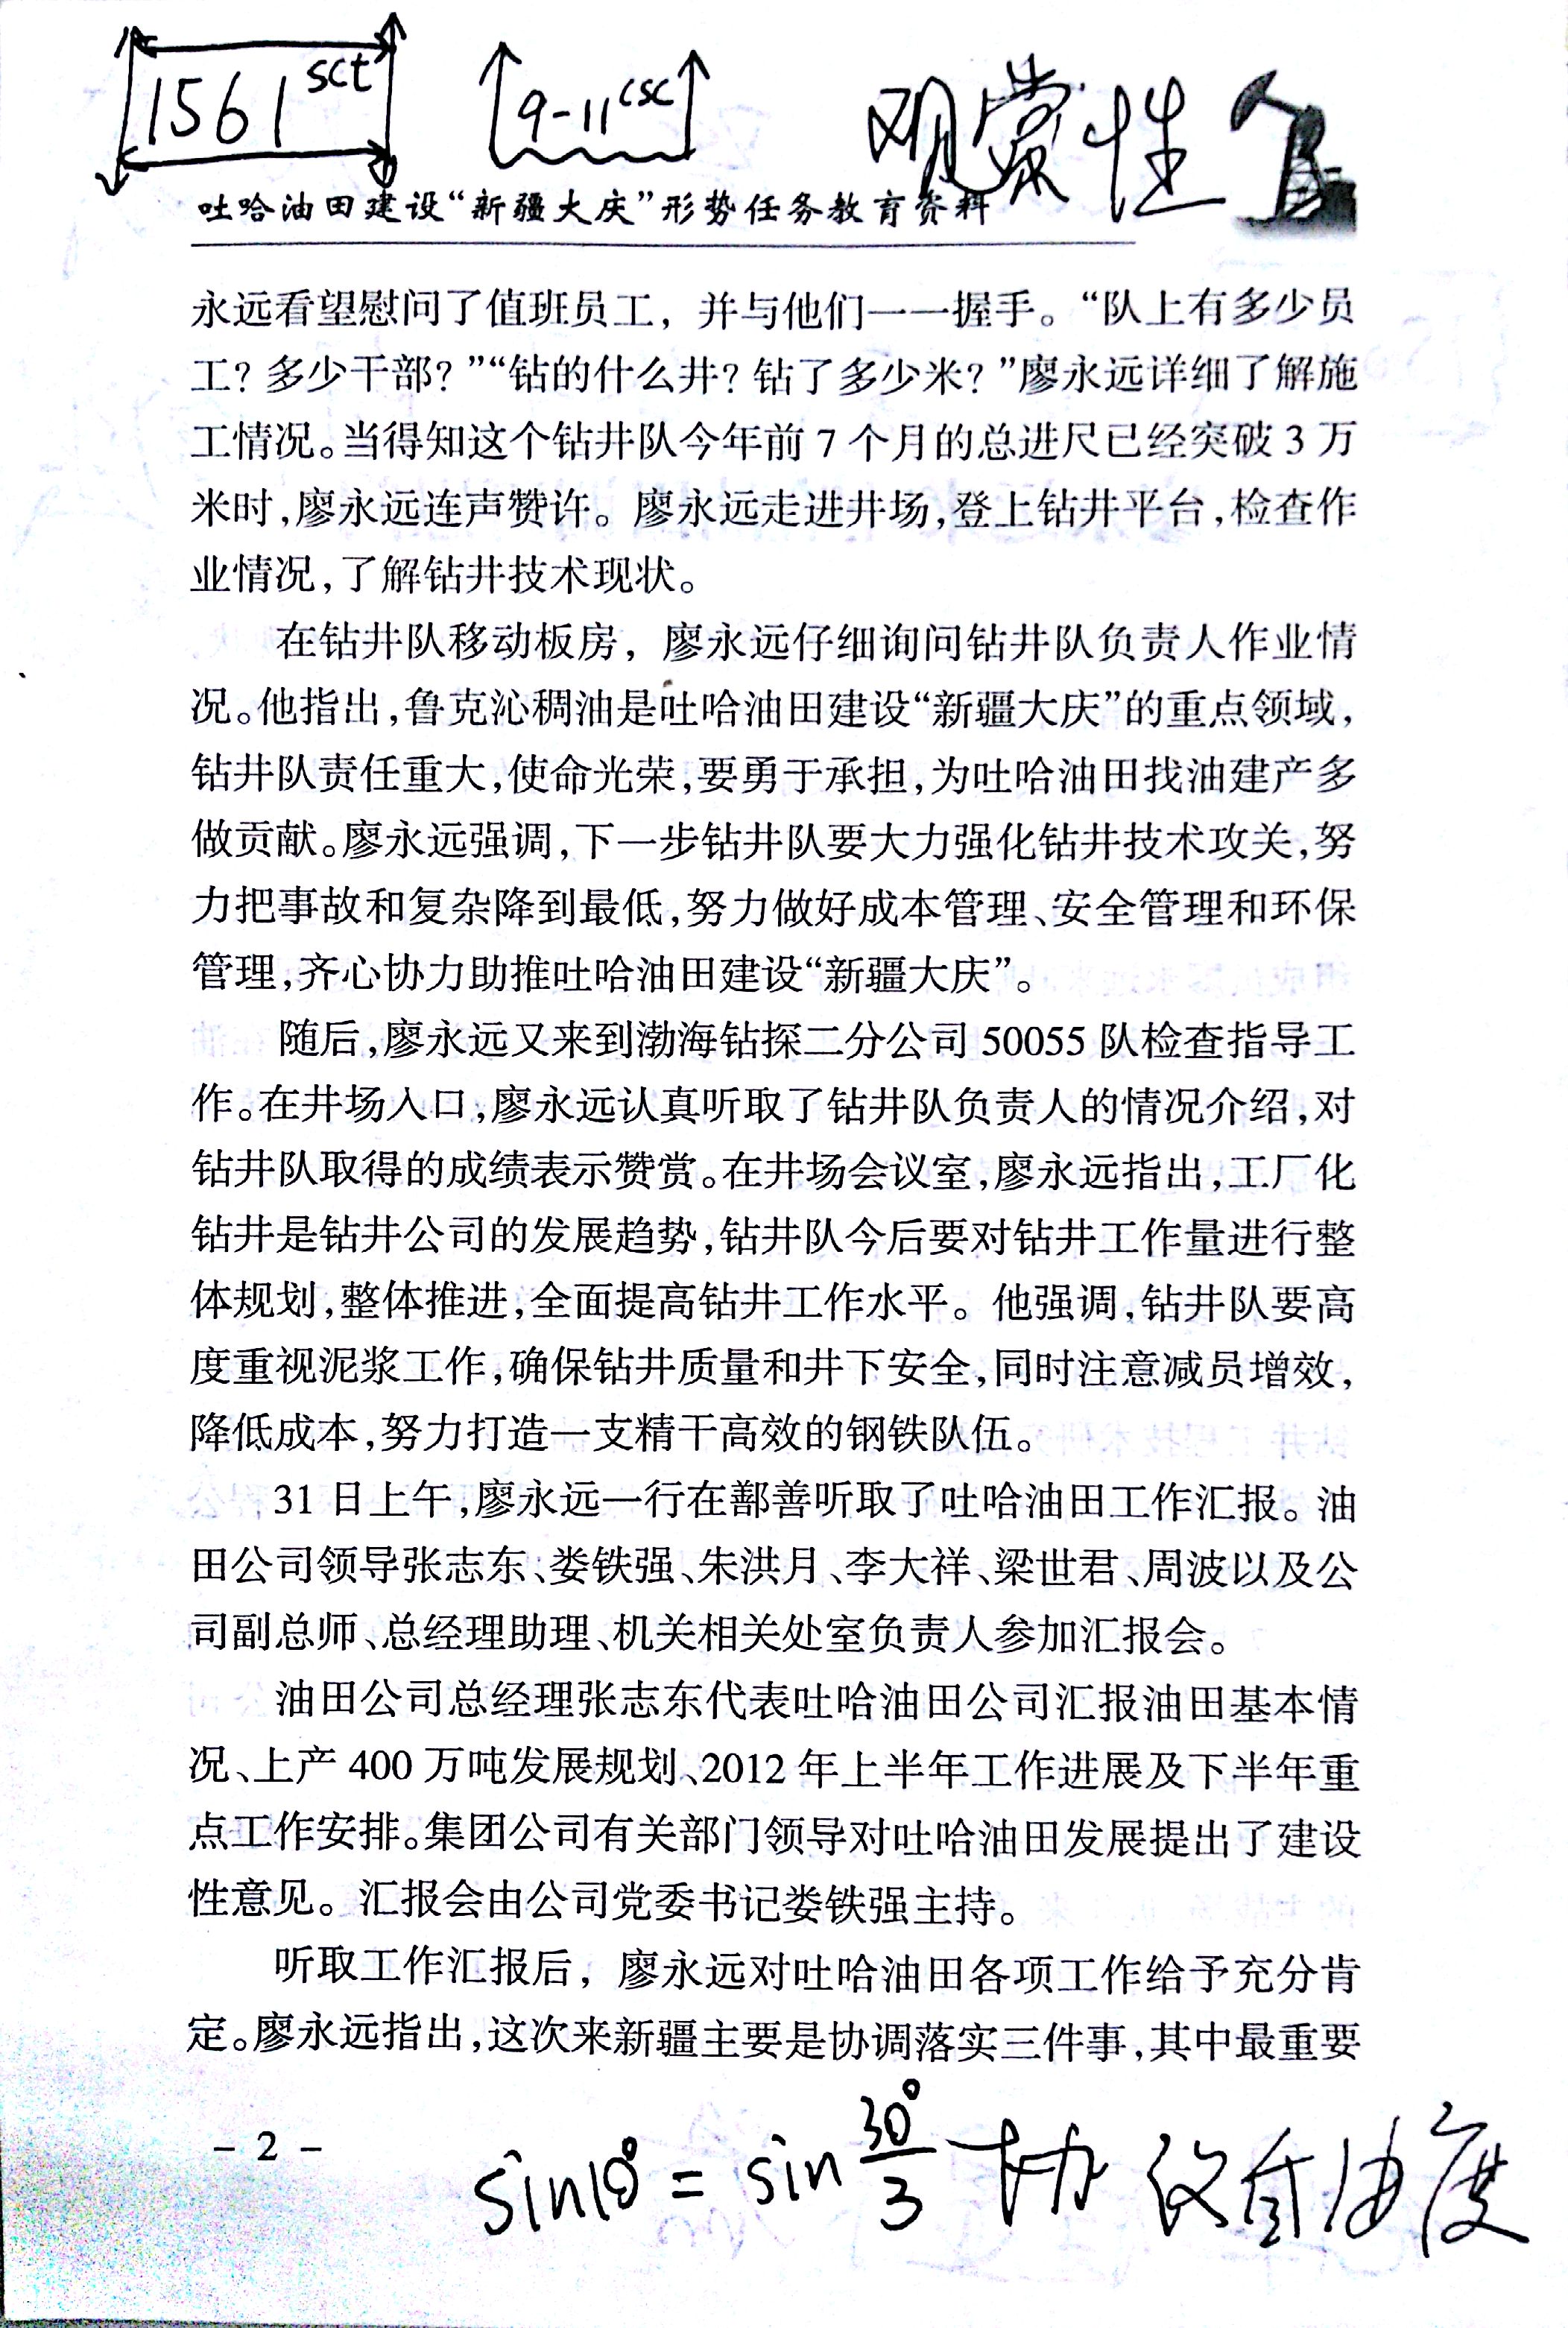 1561 sct
9-11 csc
观赏性
吐哈油田建设“新疆大庆”形势任务教育资料
永远看望慰问了值班员工，并与他们一一握手。“队上有多少员
工？多少干部？”“钻的什么井？钻了多少米？”廖永远详细了解施
工情况。当得知这个钻井队今年前7个月的总进尺已经突破3万
米时，廖永远连声赞许。廖永远走进井场，登上钻井平台，检查作
业情况，了解钻井技术现状。
在钻井队移动板房，廖永远仔细询问钻井队负责人作业情
况。他指出，鲁克沁稠油是吐哈油田建设“新疆大庆”的重点领域，
钻井队责任重大，使命光荣，要勇于承担，为吐哈油田找油建产多
做贡献。廖永远强调，下一步钻井队要大力强化钻井技术攻关，努
力把事故和复杂降到最低，努力做好成本管理、安全管理和环保
管理，齐心协力助推吐哈油田建设“新疆大庆”。
随后，廖永远又来到渤海钻探二分公司50055队检查指导工
作。在井场入口，廖永远认真听取了钻井队负责人的情况介绍，对
钻井队取得的成绩表示赞赏。在井场会议室，廖永远指出，工厂化
钻井是钻井公司的发展趋势，钻井队今后要对钻井工作量进行整
体规划，整体推进，全面提高钻井工作水平。他强调，钻井队要高
度重视泥浆工作，确保钻井质量和井下安全，同时注意减员增效，
降低成本，努力打造一支精干高效的钢铁队伍。
31日上午，廖永远一行在鄯善听取了吐哈油田工作汇报。油
田公司领导张志东、娄铁强、朱洪月、李大祥、梁世君、周波以及公
司副总师、总经理助理、机关相关处室负责人参加汇报会。
油田公司总经理张志东代表吐哈油田公司汇报油田基本情
况、上产400万吨发展规划、2012年上半年工作进展及下半年重
点工作安排。集团公司有关部门领导对吐哈油田发展提出了建设
性意见。汇报会由公司党委书记娄铁强主持。
听取工作汇报后，廖永远对吐哈油田各项工作给予充分肯
定。廖永远指出，这次来新疆主要是协调落实三件事，其中最重要
- 2 -
sin10°=sin30°/3 协议自由度